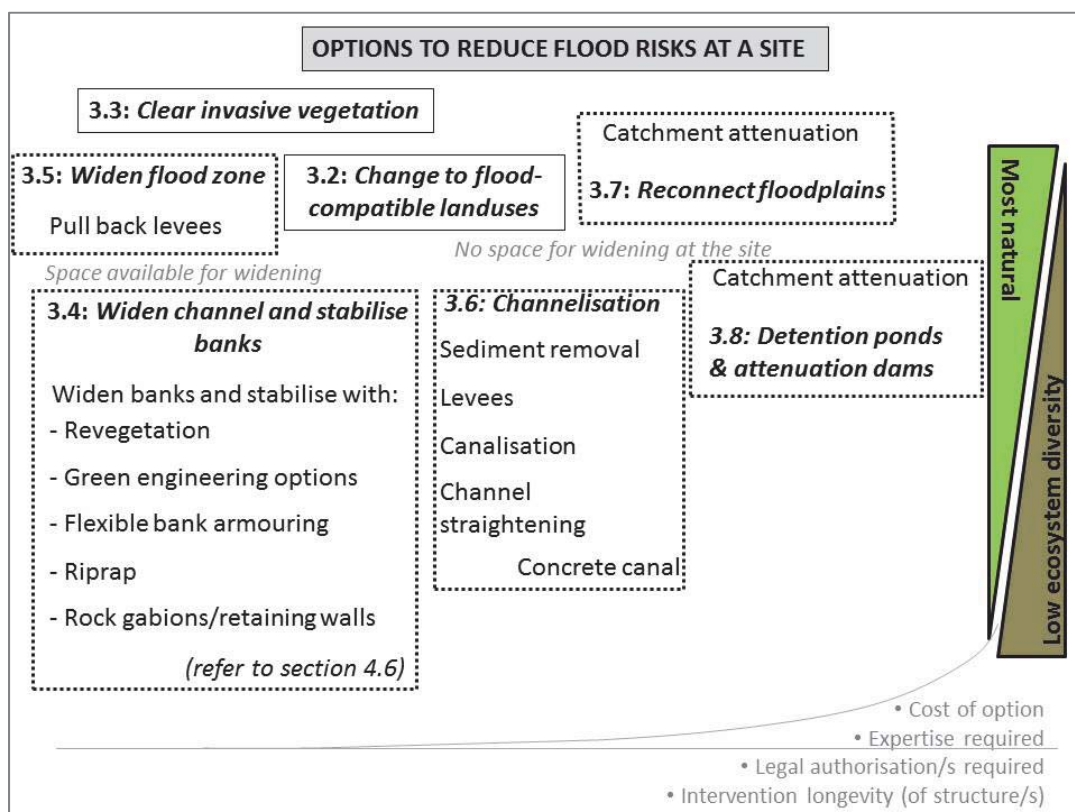 OPTIONS TO REDUCE FLOOD RISKS AT A SITE
3.3: Clear invasive vegetation
3.5: Widen flood zone
Pull back levees
3.2: Change to flood-
compatible landuses
Catchment attenuation
3.7: Reconnect floodplains
Space available for widening
No space for widening at the site
3.4: Widen channel and stabilise
banks
Widen banks and stabilise with:
- Revegetation
- Green engineering options
- Flexible bank armouring
- Riprap
- Rock gabions/retaining walls
(refer to section 4.6)
3.6: Channelisation
Sediment removal
Levees
Canalisation
Channel
straightening
Concrete canal
Catchment attenuation
3.8: Detention ponds
& attenuation dams
Most natural
Low ecosystem diversity
• Cost of option
• Expertise required
• Legal authorisation/s required
• Intervention longevity (of structure/s)